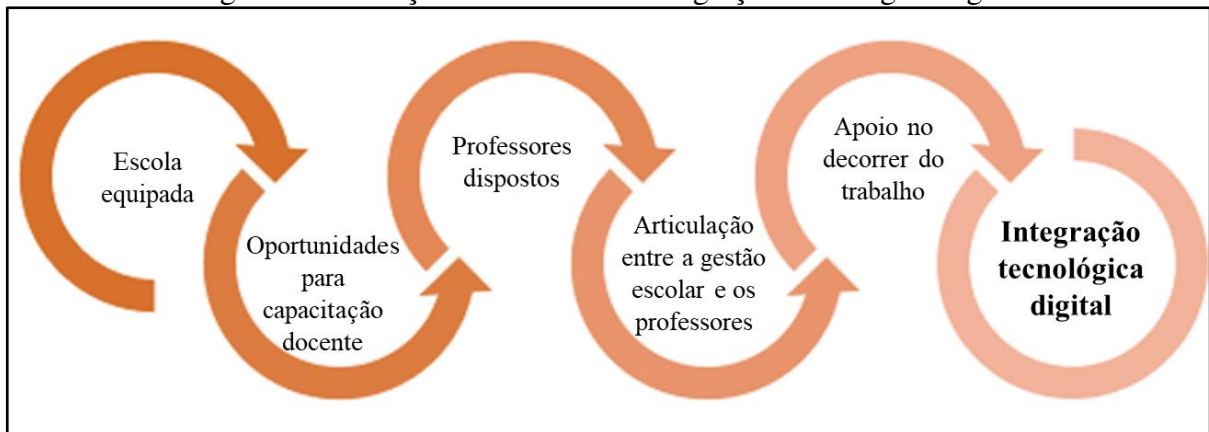 Escola
equipada
Oportunidades
para
capacitação
docente
Professores
dispostos
Articulação
entre a gestão
escolar e os
professores
Apoio no
decorrer do
trabalho
Integração
tecnológica
digital